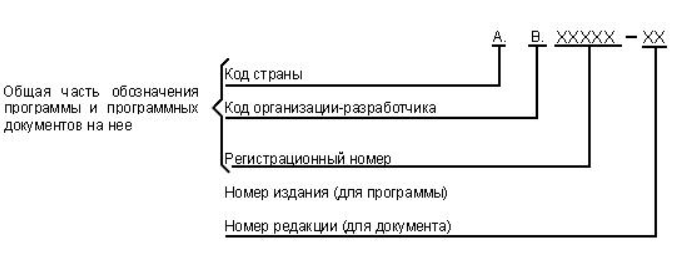 А. В. ХХХХХ – ХХ
Код страны
Общая часть обозначения
программы и программных
документов на нее
Код организации-разработчика
Регистрационный номер
Номер издания (для программы)
Номер редакции (для документа)